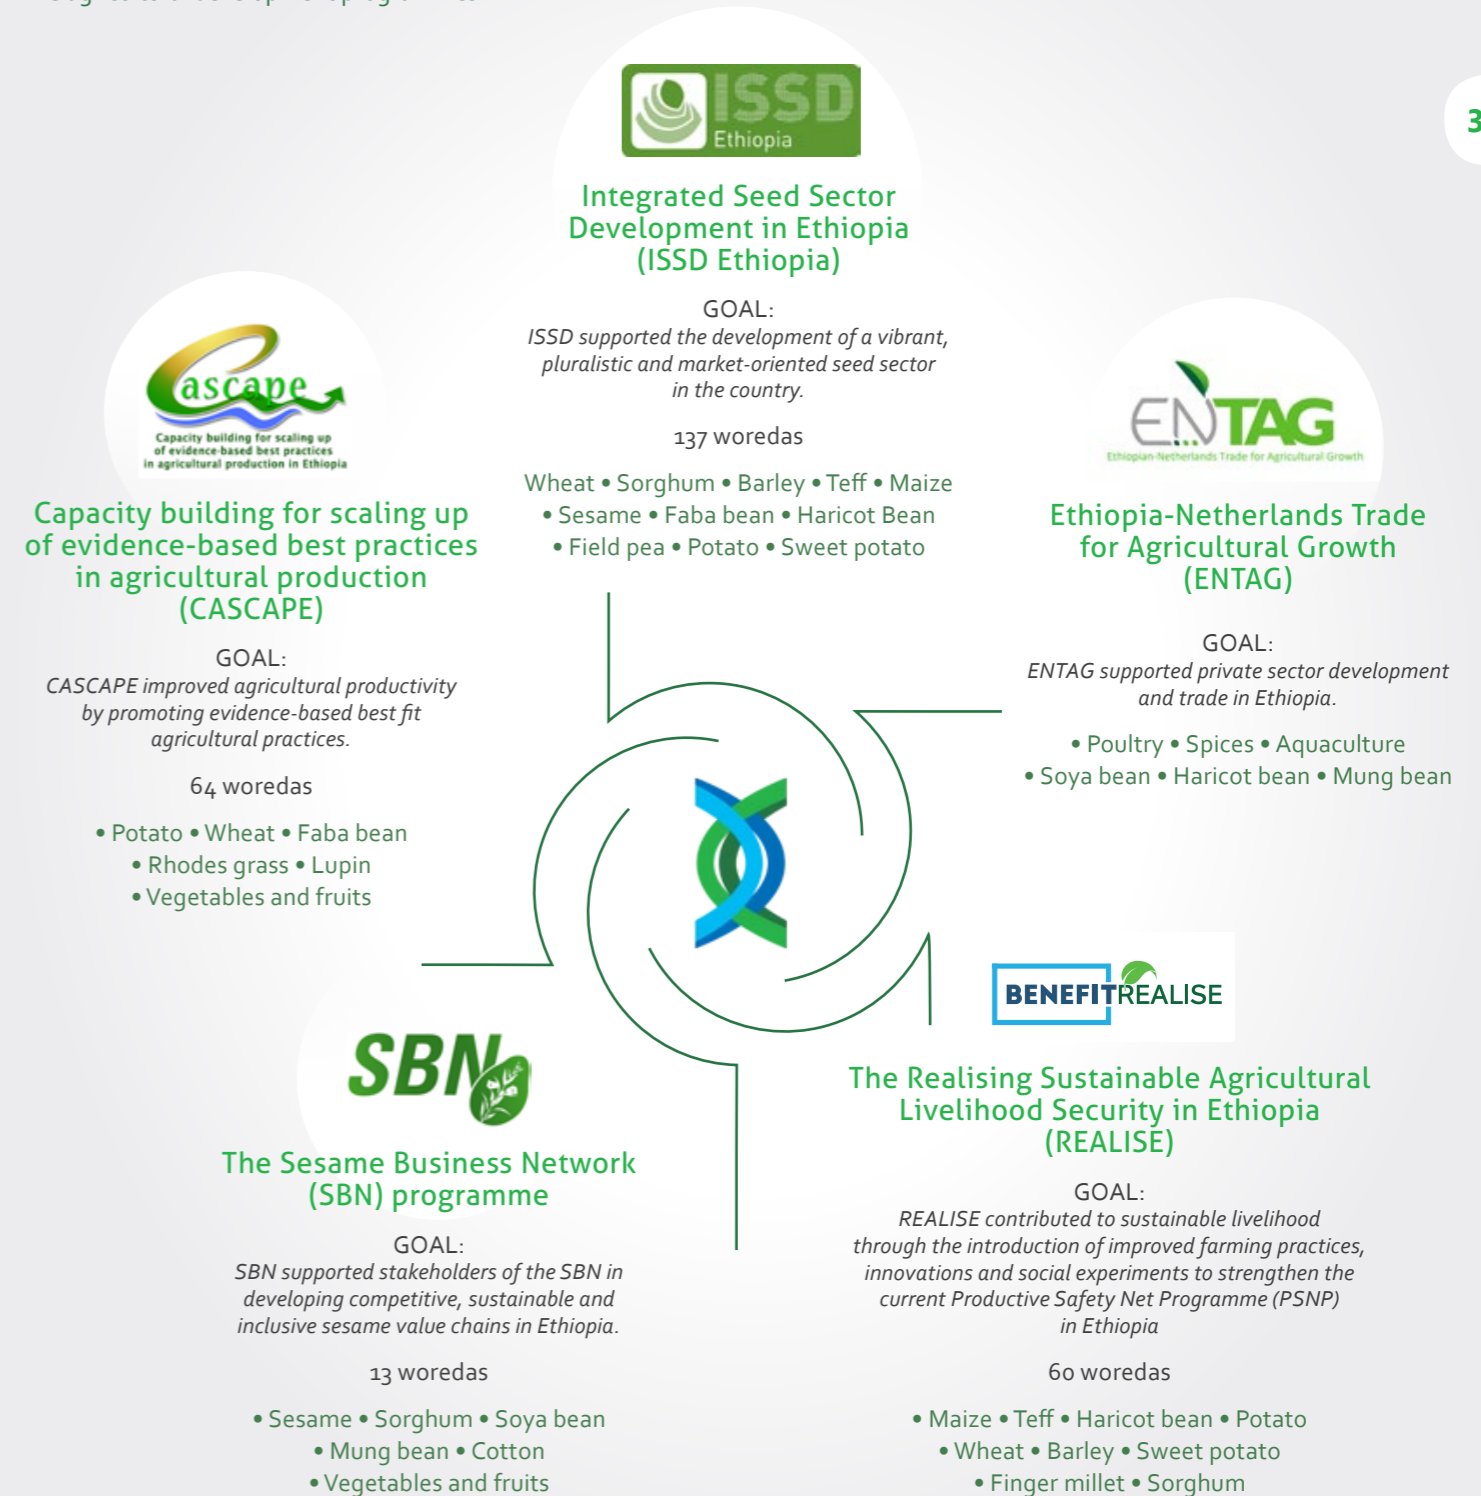 3
ISSD
Ethiopia
Integrated Seed Sector
Development in Ethiopia
(ISSD Ethiopia)
GOAL:
ISSD supported the development of a vibrant,
pluralistic and market-oriented seed sector
in the country.
137 woredas
Wheat • Sorghum • Barley • Teff • Maize
• Sesame • Faba bean • Haricot Bean
• Field pea • Potato • Sweet potato
Cascape
Capacity building for scaling up
of evidence-based best practices
in agricultural production in Ethiopia
Capacity building for scaling up
of evidence-based best practices
in agricultural production
(CASCAPE)
GOAL:
CASCAPE improved agricultural productivity
by promoting evidence-based best fit
agricultural practices.
64 woredas
• Potato • Wheat • Faba bean
• Rhodes grass • Lupin
• Vegetables and fruits
ENTAG
Ethiopian-Netherlands Trade for Agricultural Growth
Ethiopia-Netherlands Trade
for Agricultural Growth
(ENTAG)
GOAL:
ENTAG supported private sector development
and trade in Ethiopia.
• Poultry • Spices • Aquaculture
• Soya bean • Haricot bean • Mung bean
SBN
The Sesame Business Network
(SBN) programme
GOAL:
SBN supported stakeholders of the SBN in
developing competitive, sustainable and
inclusive sesame value chains in Ethiopia.
13 woredas
• Sesame • Sorghum • Soya bean
• Mung bean • Cotton
• Vegetables and fruits
BENEFITREALISE
The Realising Sustainable Agricultural
Livelihood Security in Ethiopia
(REALISE)
GOAL:
REALISE contributed to sustainable livelihood
through the introduction of improved farming practices,
innovations and social experiments to strengthen the
current Productive Safety Net Programme (PSNP)
in Ethiopia
60 woredas
• Maize • Teff • Haricot bean • Potato
• Wheat • Barley • Sweet potato
• Finger millet • Sorghum